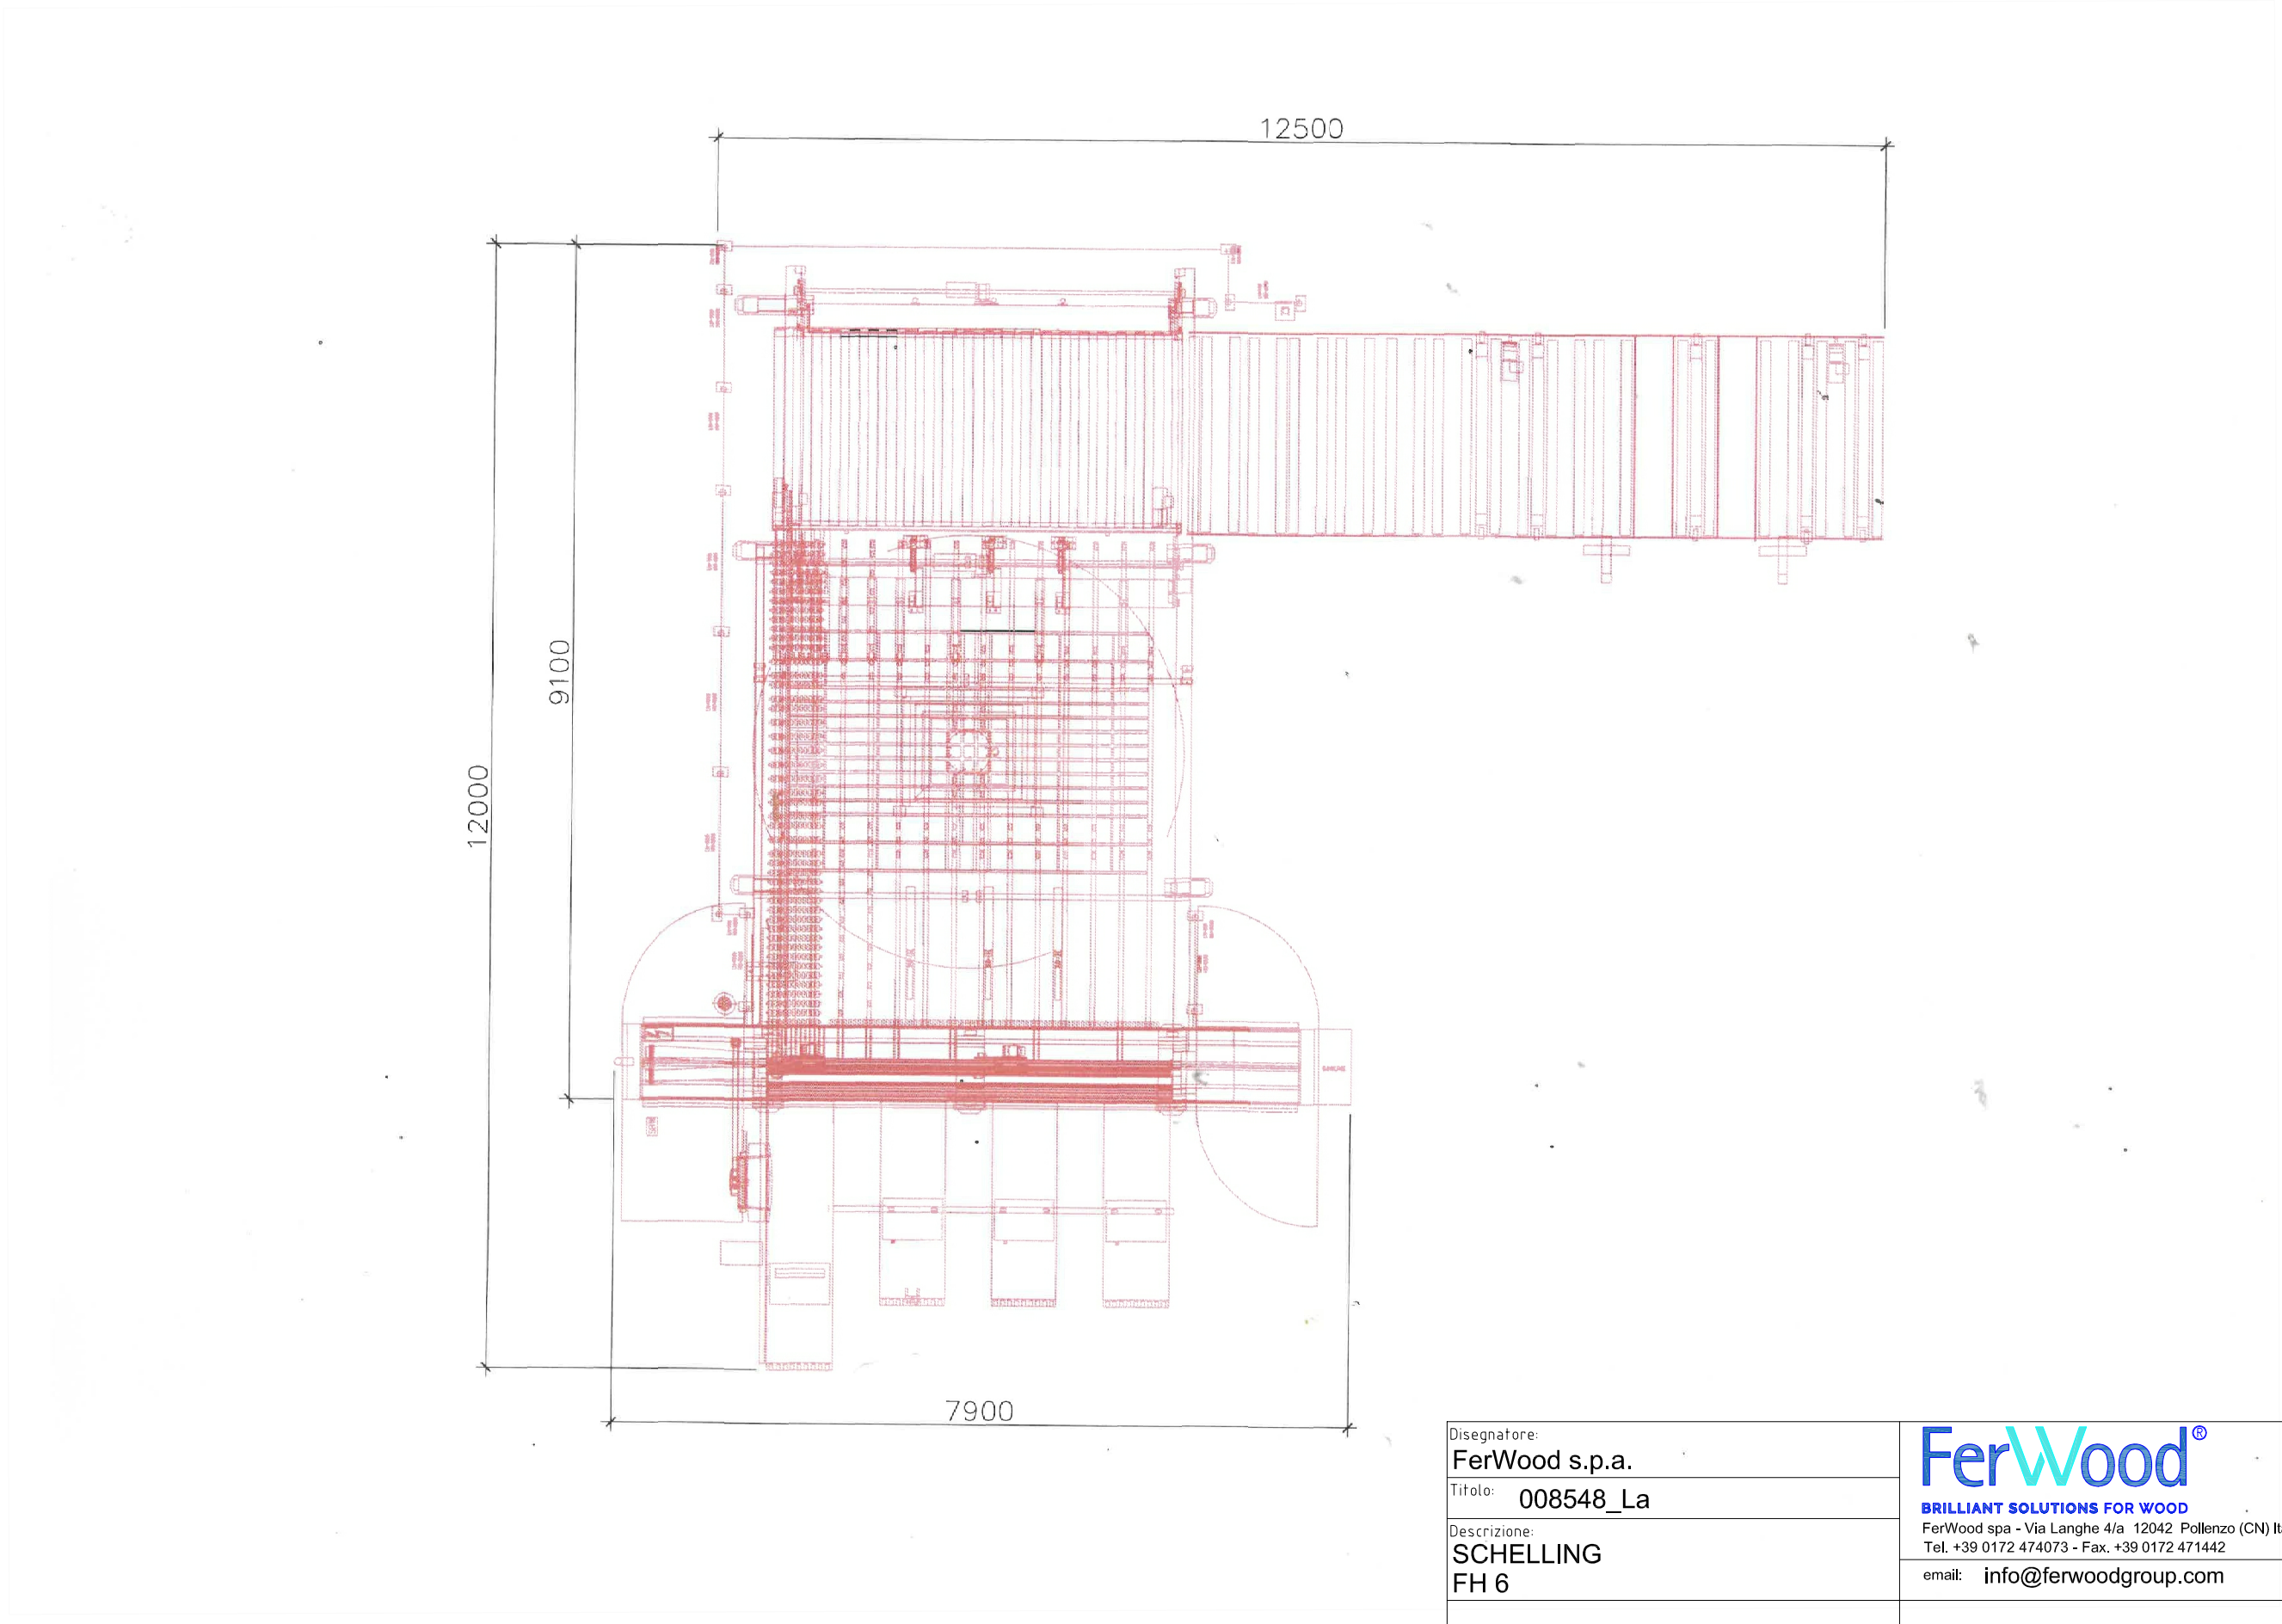 12500
9100
12000
7900
Disegnatore:
FerWood s.p.a.
Titolo: 008548_La
Descrizione:
SCHELLING
FH 6
FerWood®
BRILLIANT SOLUTIONS FOR WOOD
FerWood spa - Via Langhe 4/a 12042 Pollenzo (CN) It
Tel. +39 0172 474073 - Fax. +39 0172 471442
email: info@ferwoodgroup.com